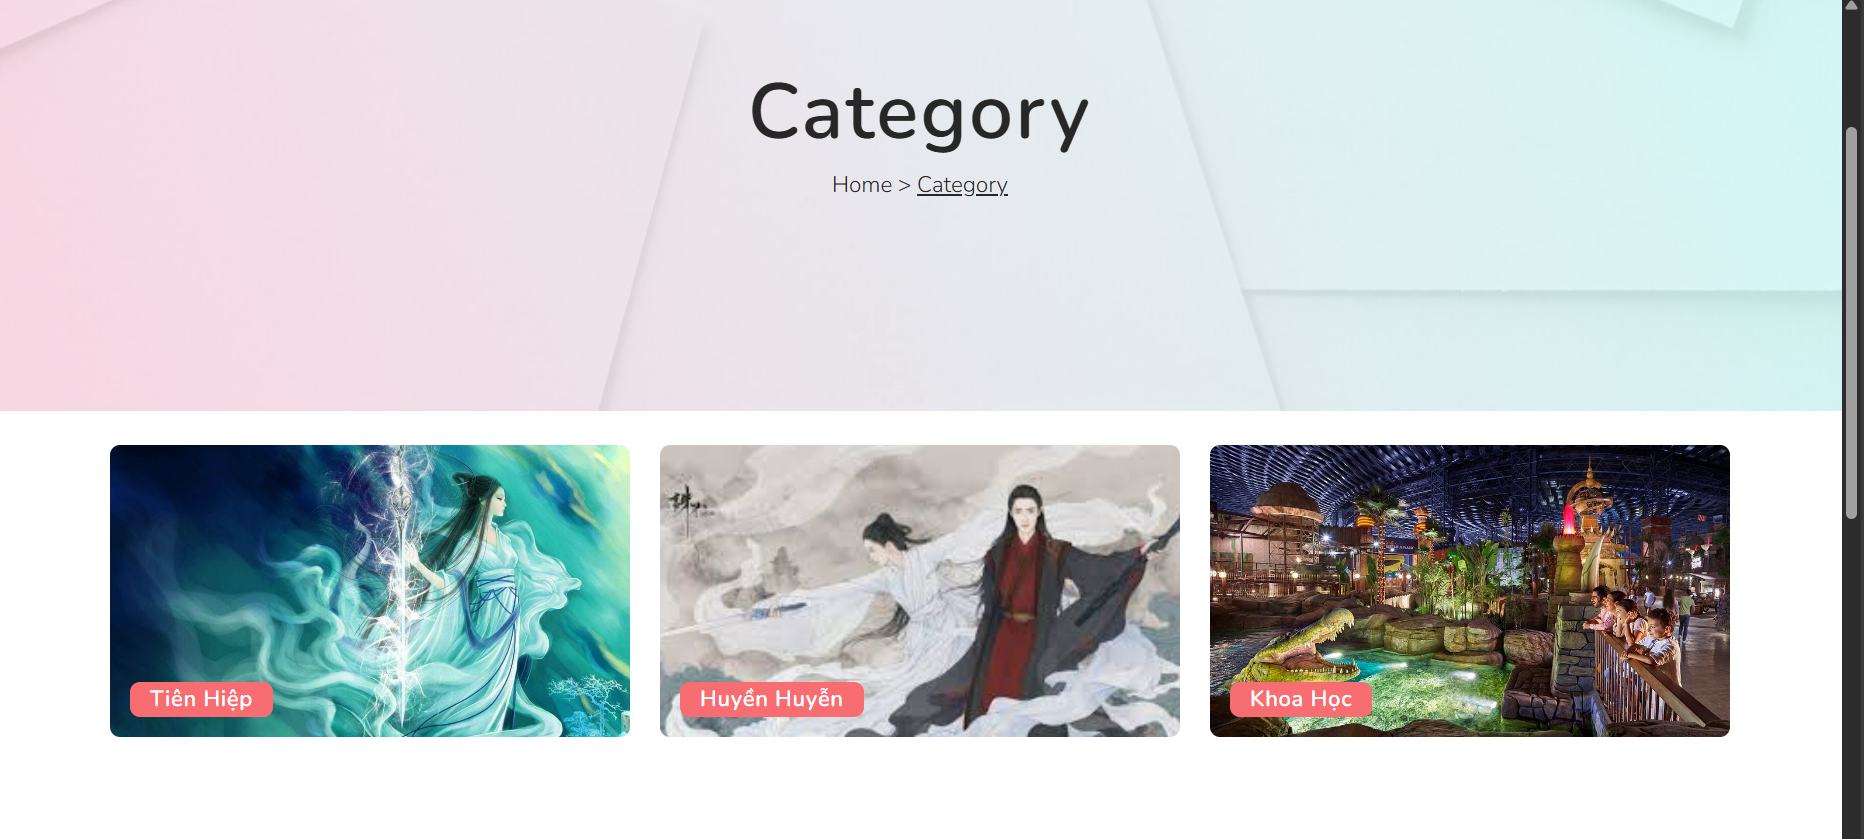 Category
Home > Category
Tiên Hiệp
Huyền Huyễn
Khoa Học